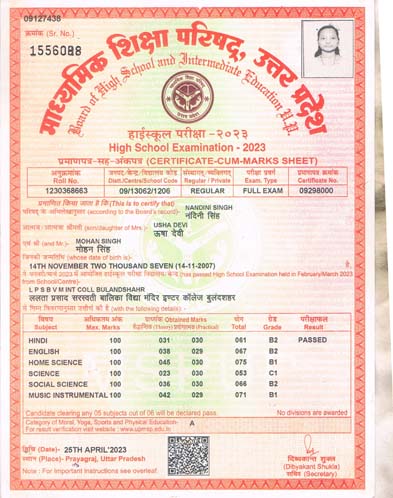 09127438
क्रमांक (Sr. No.)
1556088
माध्यमिक शिक्षा परिषद, उत्तर प्रदेश
Board of High School and Intermediate Education U.P.
हाईस्कूल परीक्षा -२०२३
High School Examination - 2023
प्रमाणपत्र-सह-अंकपत्र (CERTIFICATE-CUM-MARKS SHEET)
अनुक्रमांक जनपद/केन्द्र/विद्यालय कोड संस्थागत/व्यक्तिगत परीक्षा प्रकार प्रमाणपत्र क्रमांक
Roll No. Distt./Centre/School Code Regular / Private Exam. Type Certificate No.
1230368663 09/13062/1206 REGULAR FULL EXAM 09298000
प्रमाणित किया जाता है कि (This is to certify that) NANDINI SINGH
परिषद के अभिलेखानुसार (according to the Board's record)- नंदिनी सिंह
USHA DEVI
आत्मज / आत्मजा श्रीमती (son/daughter of Mrs.)- ऊषा देवी
MOHAN SINGH
एवं श्री (and Mr.)- मोहन सिंह
जिनकी जन्मतिथि (whose date of birth is)-
14TH NOVEMBER TWO THOUSAND SEVEN (14-11-2007)
(has passed High School Examination held in February/March 2023
from School/Centre)-
L P S B V M INT COLL BULANDSHAHR
ललता प्रसाद सरस्वती बालिका विद्या मंदिर इण्टर कॉलेज बुलंदशहर
(with the following details) -
विषय अधिकतम अंक प्राप्तांक Obtained Marks योग ग्रेड परीक्षाफल
Subject Max. Marks सैद्धान्तिक (Theory) प्रयोगात्मक (Practical) Total Grade Result
HINDI 100 031 030 061 B2 PASSED
ENGLISH 100 038 029 067 B2
HOME SCIENCE 100 045 030 075 B1
SCIENCE 100 023 030 053 C1
SOCIAL SCIENCE 100 036 030 066 B2
MUSIC INSTRUMENTAL 100 042 029 071 B1
Candidate clearing any 05 subjects out of 06 will be declared pass. No divisions are awarded
Category of Moral, Yoga, Sports and Physical Education- A
For result verification visit website : www.upmsp.edu.in
तिथि (Date)- 25TH APRIL'2023
स्थान (Place)- Prayagraj, Uttar Pradesh
Note : For important instructions see overleaf.
दिब्यकान्त शुक्ल
(Dibyakant Shukla)
सचिव (Secretary)